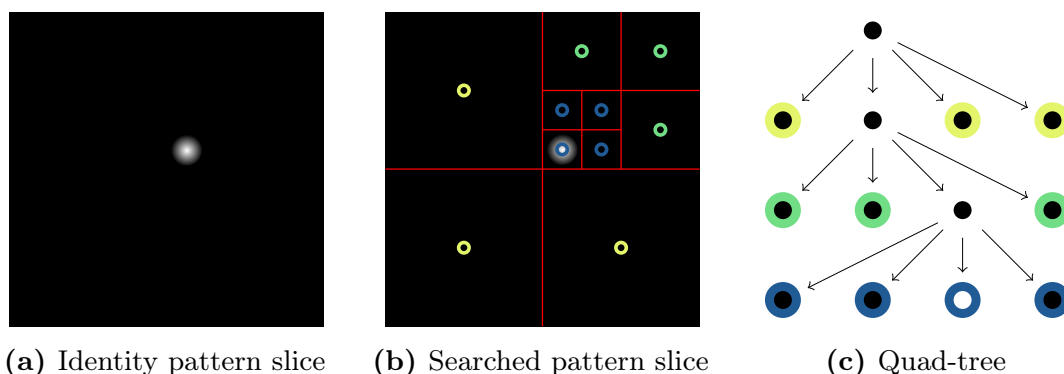 (a) Identity pattern slice
(b) Searched pattern slice
(c) Quad-tree